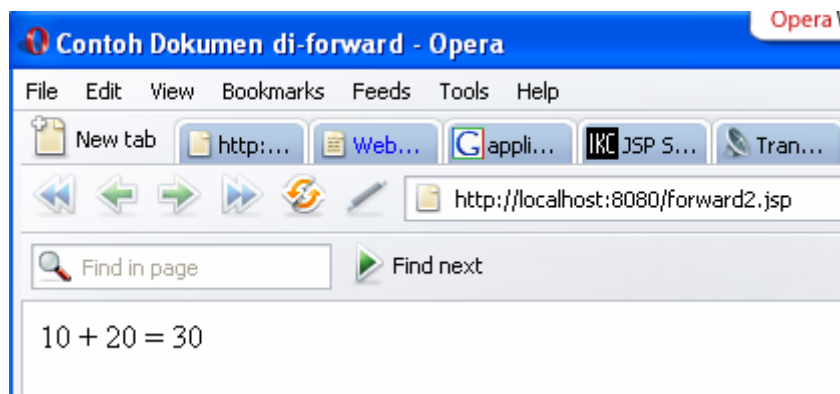 Opera
Contoh Dokumen di-forward - Opera
File Edit View Bookmarks Feeds Tools Help
New tab http:... Web... G appli... IKC JSP S... Tran...
http://localhost:8080/forward2.jsp
Find in page Find next
10 + 20 = 30